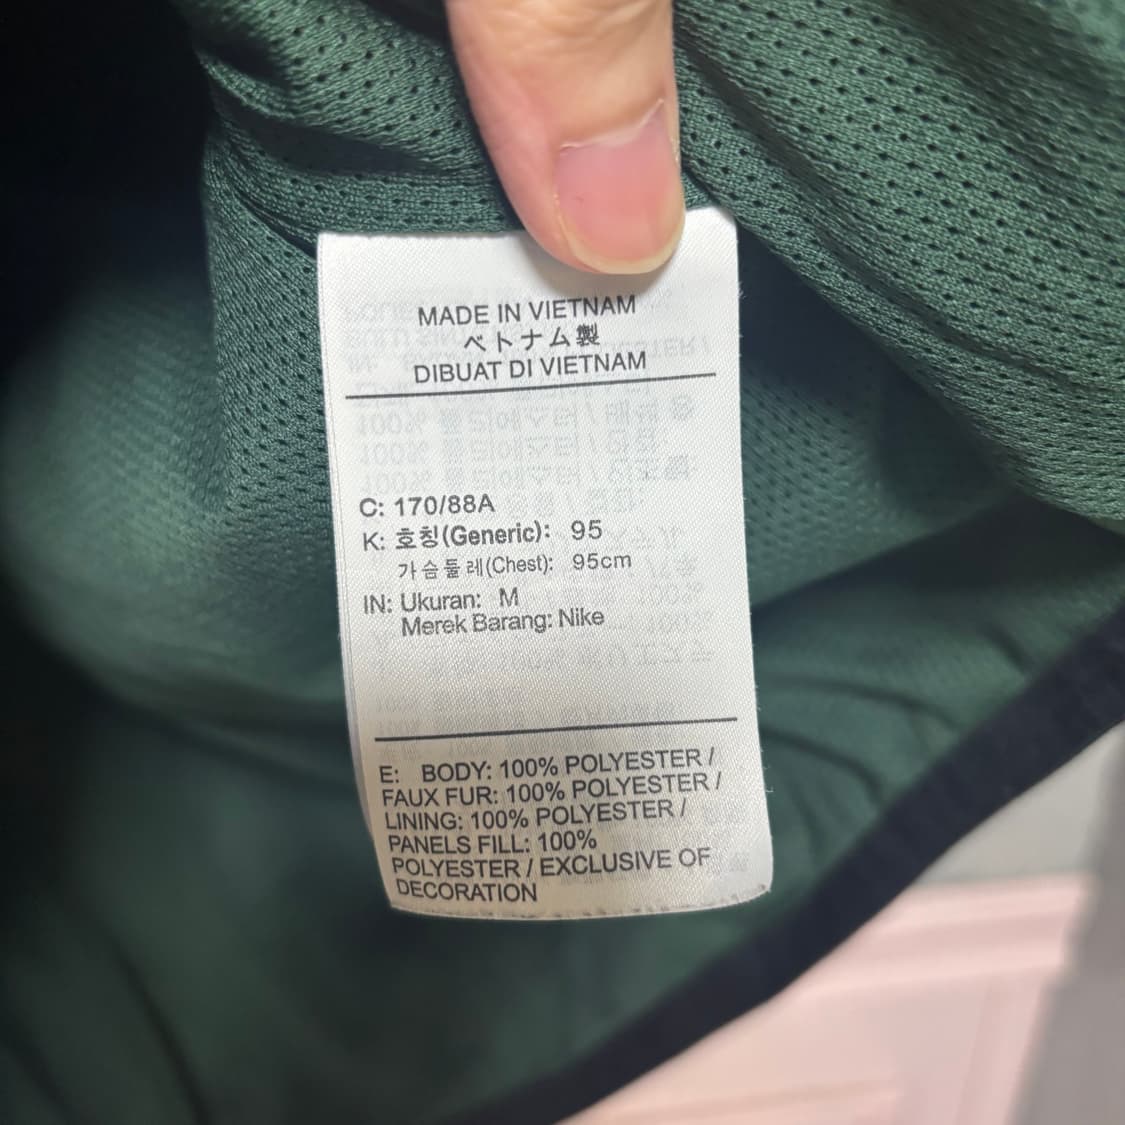 MADE IN VIETNAM
ベトナム製
DIBUAT DI VIETNAM
C: 170/88A
K: 호칭(Generic): 95
가슴둘레(Chest): 95cm
IN: Ukuran: M
Merek Barang: Nike
E: BODY: 100% POLYESTER /
FAUX FUR: 100% POLYESTER /
LINING: 100% POLYESTER /
PANELS FILL: 100%
POLYESTER / EXCLUSIVE OF
DECORATION